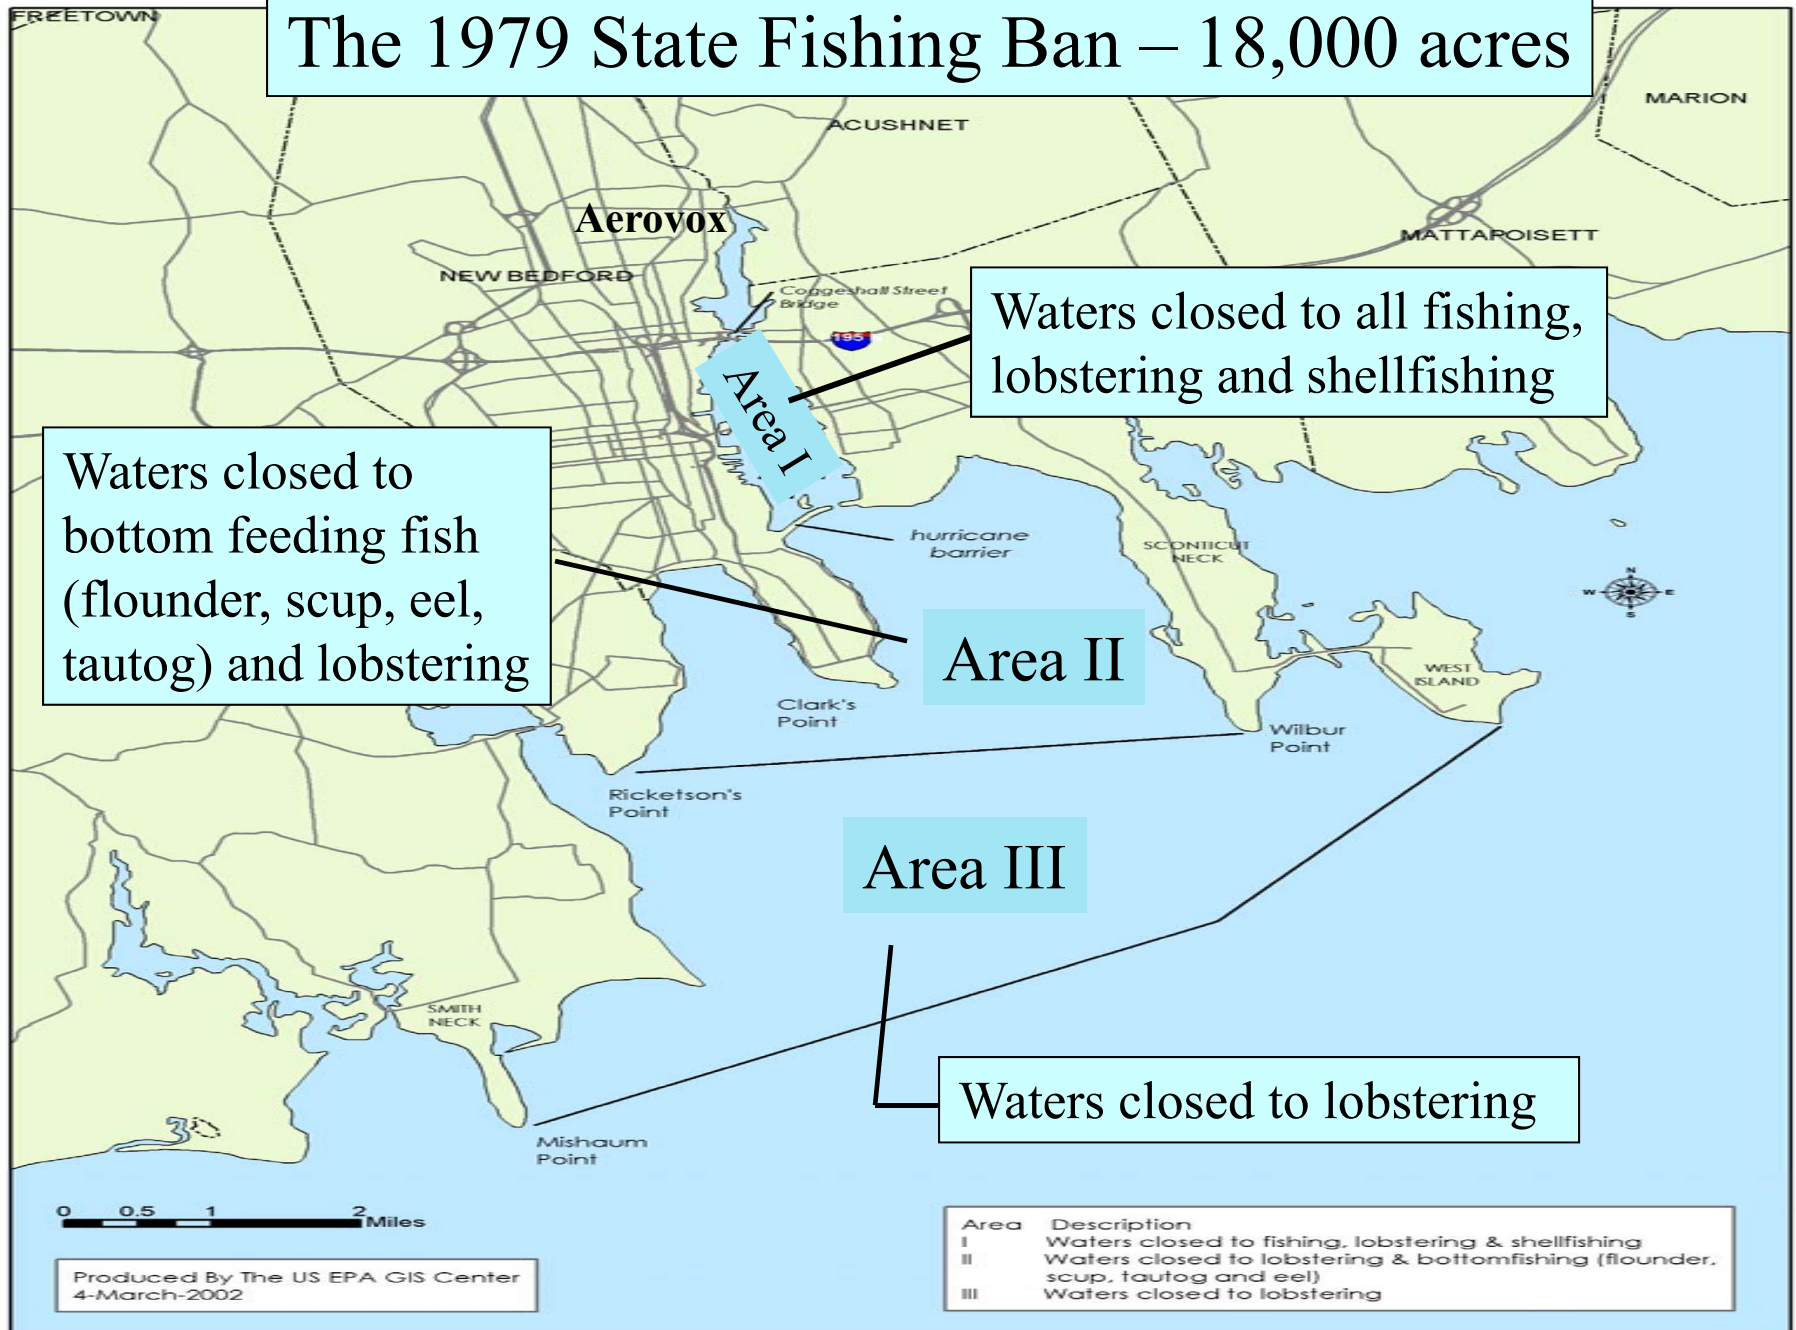 The 1979 State Fishing Ban – 18,000 acres
FREETOWN
MARION
ACUSHNET
Aerovox
MATTAPOISETT
NEW BEDFORD
Coggeshall Street
Bridge
195
Waters closed to all fishing,
lobstering and shellfishing
Area I
Waters closed to
bottom feeding fish
(flounder, scup, eel,
tautog) and lobstering
hurricane
barrier
SCONTICUT
NECK
N
W
E
S
Area II
WEST
ISLAND
Clark's
Point
Wilbur
Point
Ricketson's
Point
Area III
SMITH
NECK
Waters closed to lobstering
Mishaum
Point
0 0.5 1 2
Miles
Produced By The US EPA GIS Center
4-March-2002
Area Description
I Waters closed to fishing, lobstering & shellfishing
II Waters closed to lobstering & bottomfishing (flounder,
scup, tautog and eel)
III Waters closed to lobstering